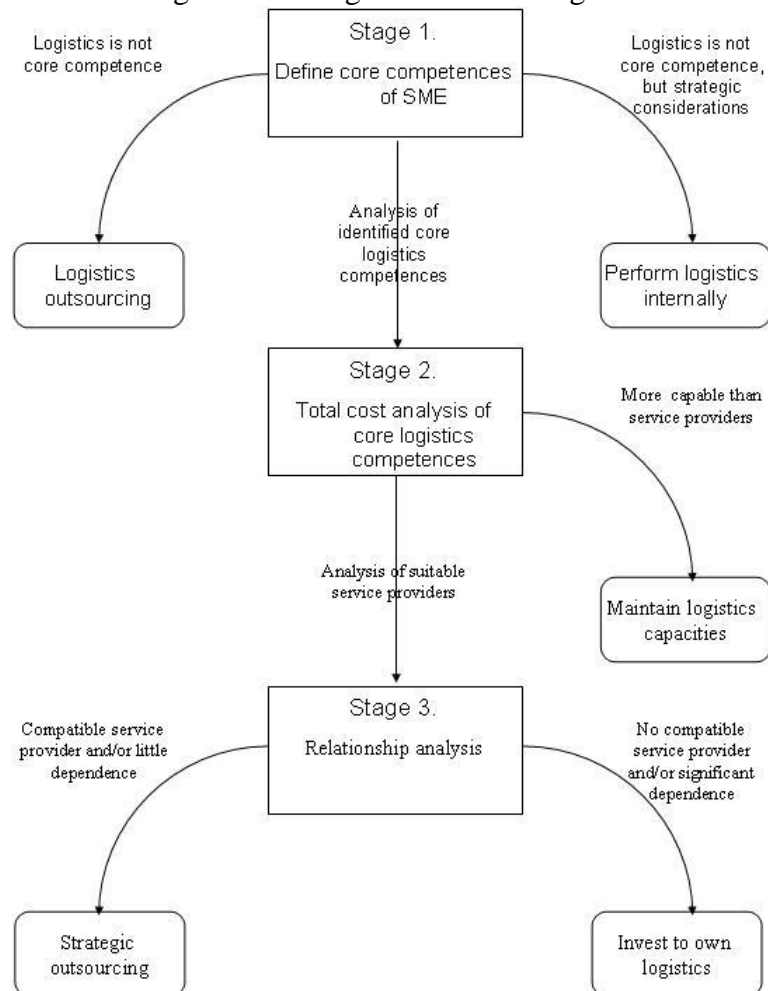 Stage 1.
Define core competences
of SME
Logistics is not
core competence
Logistics is not
core competence,
but strategic
considerations
Analysis of
identified core
logistics
competences
Logistics
outsourcing
Perform logistics
internally
Stage 2.
Total cost analysis of
core logistics
competences
More capable than
service providers
Analysis of suitable
service providers
Maintain logistics
capacities
Stage 3.
Relationship analysis
Compatible service
provider and/or little
dependence
No compatible
service provider
and/or significant
dependence
Strategic
outsourcing
Invest to own
logistics